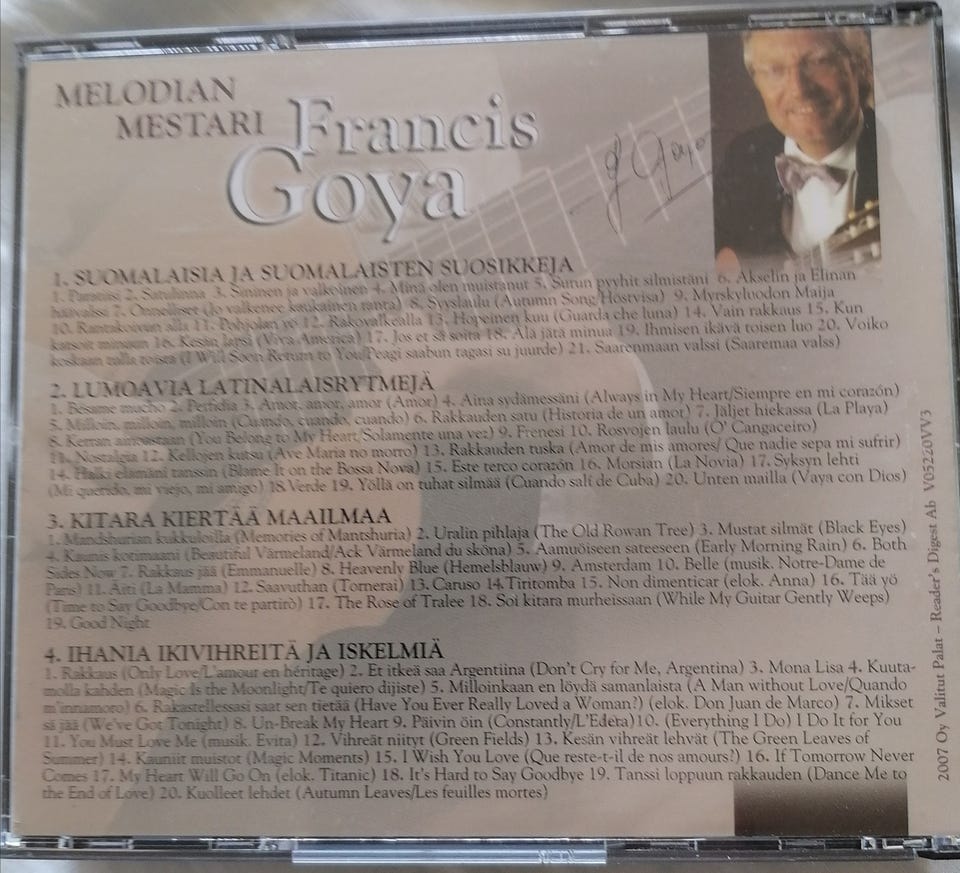 MELODIAN
MESTARI Francis
Goya
F Goya
1. SUOMALAISIA JA SUOMALAISTEN SUOSIKKEJA
1. Parisiisi 2. Satulinna 3. Sininen ja valkoinen 4. Minä olen muistanut 5. Surun pyyhit silmistäni 6. Akselin ja Elinan
häävalssi 7. Onnelliset (Jo valkenee kaukainen ranta) 8. Syyslaulu (Autumn Song/Höstvisa) 9. Myrskyluodon Maija
10. Rantakoivun alla 11. Pohjolan yö 12. Rakovalkealla 13. Hopeinen kuu (Guarda che luna) 14. Vain rakkaus 15. Kun
katsoit minuun 16. Kesän lapsi (Viva America) 17. Jos et sä soita 18. Älä jätä minua 19. Ihmisen ikävä toisen luo 20. Voiko
koskaan tulla toista (I Will Soon Return to You/Peagi saabun tagasi su juurde) 21. Saarenmaan valssi (Saaremaa valss)
2. LUMOAVIA LATINALAISRYTMEJÄ
1. Bésame mucho 2. Perfidia 3. Amor, amor, amor (Amor) 4. Aina sydämessäni (Always in My Heart/Siempre en mi corazón)
5. Milloin, milloin, milloin (Cuando, cuando, cuando) 6. Rakkauden satu (Historia de un amor) 7. Jäljet hiekassa (La Playa)
8. Kerran ainoastaan (You Belong to My Heart/Solamente una vez) 9. Frenesi 10. Rosvojen laulu (O' Cangaceiro)
11. Nostalgia 12. Kellojen kutsu (Ave Maria no morro) 13. Rakkauden tuska (Amor de mis amores/ Que nadie sepa mi sufrir)
14. Halki elämäni tanssin (Blame It on the Bossa Nova) 15. Este terco corazón 16. Morsian (La Novia) 17. Syksyn lehti
(Mi querido, mi viejo, mi amigo) 18.Verde 19. Yöllä on tuhat silmää (Cuando salí de Cuba) 20. Unten mailla (Vaya con Dios)
3. KITARA KIERTÄÄ MAAILMAA
1. Mandshurian kukkuloilla (Memories of Mantshuria) 2. Uralin pihlaja (The Old Rowan Tree) 3. Mustat silmät (Black Eyes)
4. Kaunis kotimaani (Beautiful Värmeland/Ack Värmeland du sköna) 5. Aamuöiseen sateeseen (Early Morning Rain) 6. Both
Sides Now 7. Rakkaus jää (Emmanuelle) 8. Heavenly Blue (Hemelsblauw) 9. Amsterdam 10. Belle (musik. Notre-Dame de
Paris) 11. Äiti (La Mamma) 12. Saavuthan (Tornerai) 13.Caruso 14.Tiritomba 15. Non dimenticar (elok. Anna) 16. Tää yö
(Time to Say Goodbye/Con te partirò) 17. The Rose of Tralee 18. Soi kitara murheissaan (While My Guitar Gently Weeps)
19. Good Night
4. IHANIA IKIVIHREITÄ JA ISKELMIÄ
1. Rakkaus (Only Love/L'amour en héritage) 2. Et itkeä saa Argentiina (Don't Cry for Me, Argentina) 3. Mona Lisa 4. Kuuta-
molla kahden (Magic Is the Moonlight/Te quiero dijiste) 5. Milloinkaan en löydä samanlaista (A Man without Love/Quando
m'innamoro) 6. Rakastellessasi saat sen tietää (Have You Ever Really Loved a Woman?) (elok. Don Juan de Marco) 7. Mikset
sä jää (We've Got Tonight) 8. Un-Break My Heart 9. Päivin öin (Constantly/L'Edera)10. (Everything I Do) I Do It for You
11. You Must Love Me (musik. Evita) 12. Vihreät niityt (Green Fields) 13. Kesän vihreät lehvät (The Green Leaves of
Summer) 14. Kauniit muistot (Magic Moments) 15. I Wish You Love (Que reste-t-il de nos amours?) 16. If Tomorrow Never
Comes 17. My Heart Will Go On (elok. Titanic) 18. It's Hard to Say Goodbye 19. Tanssi loppuun rakkauden (Dance Me to
the End of Love) 20. Kuolleet lehdet (Autumn Leaves/Les feuilles mortes)
2007 Oy Valitut Palat – Reader's Digest Ab V05220VV3